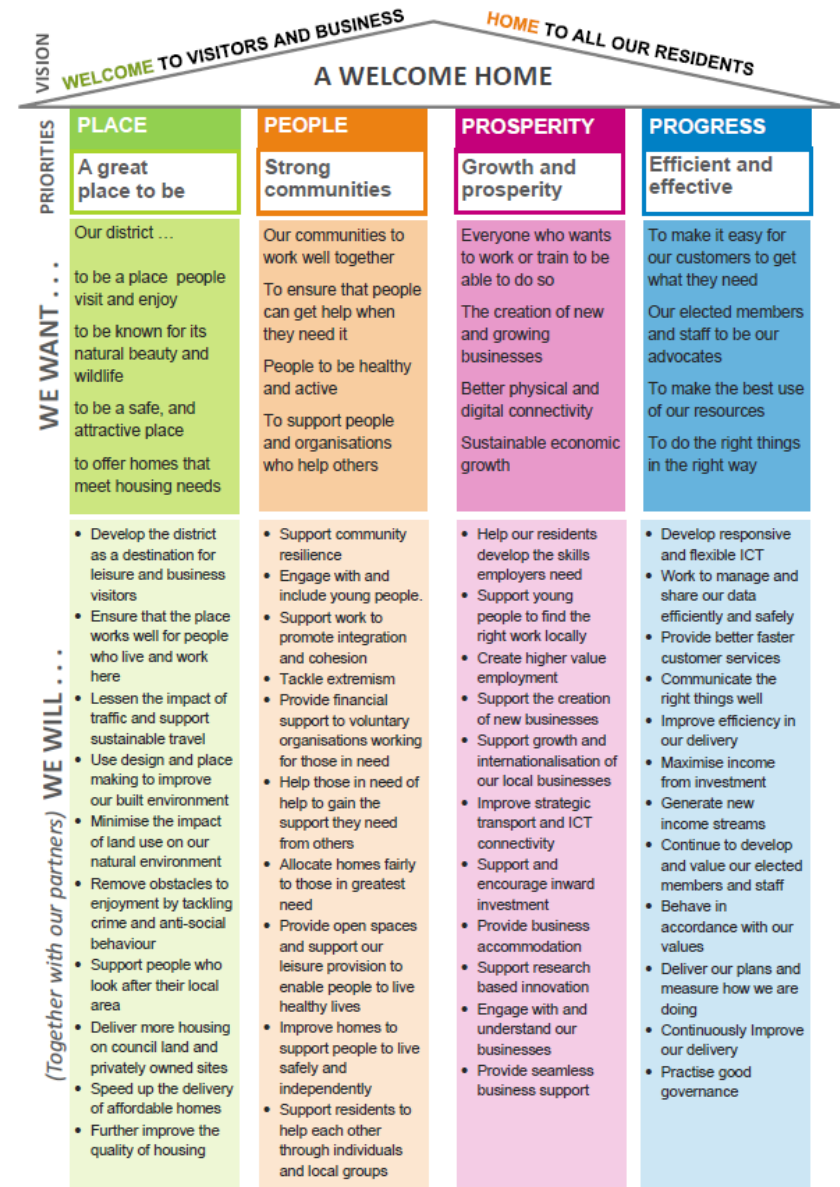 VISION
WELCOME TO VISITORS AND BUSINESS
HOME TO ALL OUR RESIDENTS
A WELCOME HOME
PRIORITIES
PLACE
A great
place to be
PEOPLE
Strong
communities
PROSPERITY
Growth and
prosperity
PROGRESS
Efficient and
effective
WE WANT . . .
Our district …
to be a place people
visit and enjoy
to be known for its
natural beauty and
wildlife
to be a safe, and
attractive place
to offer homes that
meet housing needs
Our communities to
work well together
To ensure that people
can get help when
they need it
People to be healthy
and active
To support people
and organisations
who help others
Everyone who wants
to work or train to be
able to do so
The creation of new
and growing
businesses
Better physical and
digital connectivity
Sustainable economic
growth
To make it easy for
our customers to get
what they need
Our elected members
and staff to be our
advocates
To make the best use
of our resources
To do the right things
in the right way
(Together with our partners) WE WILL . . .
• Develop the district
as a destination for
leisure and business
visitors
• Ensure that the place
works well for people
who live and work
here
• Lessen the impact of
traffic and support
sustainable travel
• Use design and place
making to improve
our built environment
• Minimise the impact
of land use on our
natural environment
• Remove obstacles to
enjoyment by tackling
crime and anti-social
behaviour
• Support people who
look after their local
area
• Deliver more housing
on council land and
privately owned sites
• Speed up the delivery
of affordable homes
• Further improve the
quality of housing
• Support community
resilience
• Engage with and
include young people.
• Support work to
promote integration
and cohesion
• Tackle extremism
• Provide financial
support to voluntary
organisations working
for those in need
• Help those in need of
help to gain the
support they need
from others
• Allocate homes fairly
to those in greatest
need
• Provide open spaces
and support our
leisure provision to
enable people to live
healthy lives
• Improve homes to
support people to live
safely and
independently
• Support residents to
help each other
through individuals
and local groups
• Help our residents
develop the skills
employers need
• Support young
people to find the
right work locally
• Create higher value
employment
• Support the creation
of new businesses
• Support growth and
internationalisation of
our local businesses
• Improve strategic
transport and ICT
connectivity
• Support and
encourage inward
investment
• Provide business
accommodation
• Support research
based innovation
• Engage with and
understand our
businesses
• Provide seamless
business support
• Develop responsive
and flexible ICT
• Work to manage and
share our data
efficiently and safely
• Provide better faster
customer services
• Communicate the
right things well
• Improve efficiency in
our delivery
• Maximise income
from investment
• Generate new
income streams
• Continue to develop
and value our elected
members and staff
• Behave in
accordance with our
values
• Deliver our plans and
measure how we are
doing
• Continuously Improve
our delivery
• Practise good
governance